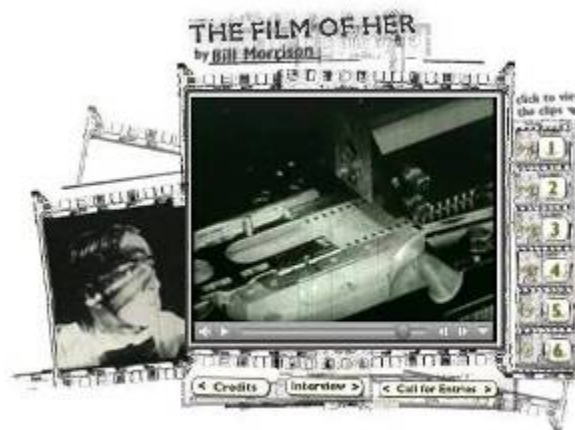 THE FILM OF HER
by Bill Morrison
click to view
the clips
1
2
3
4
5
6
< Credits
Interview >
< Call for Entries >